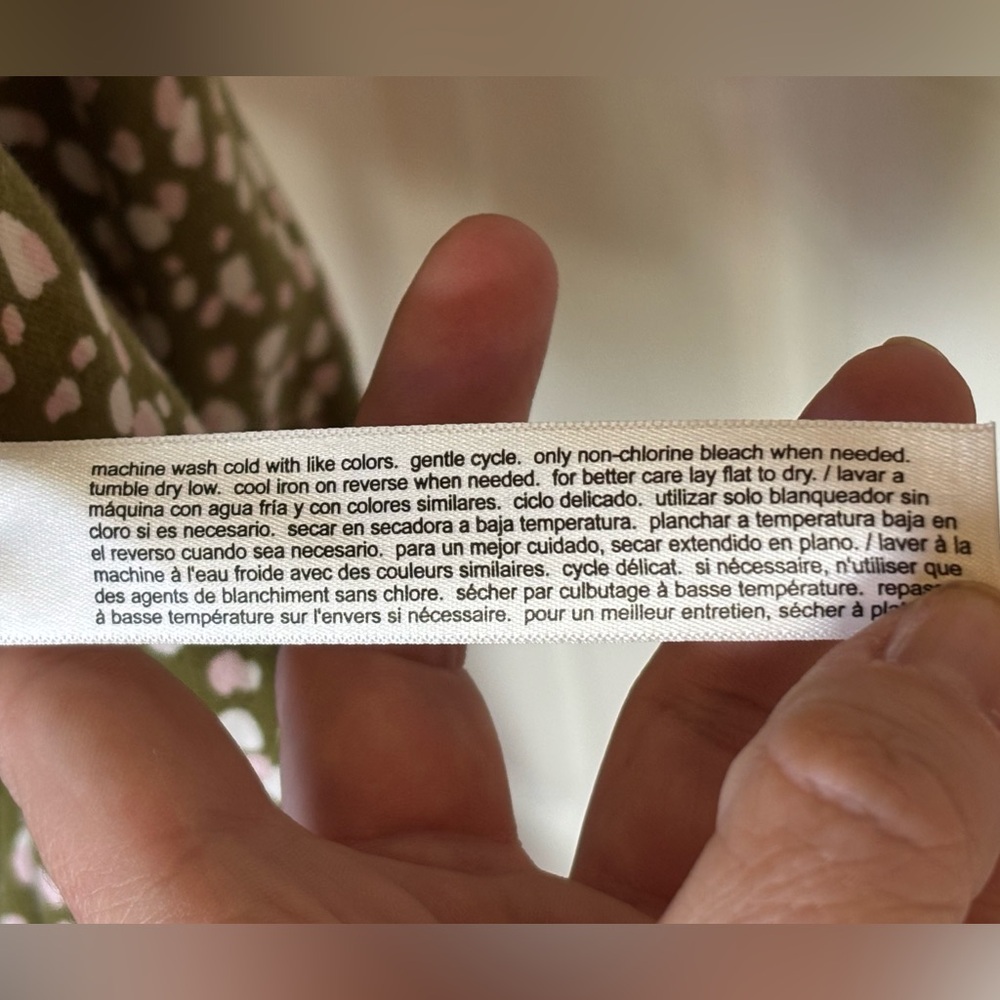 machine wash cold with like colors. gentle cycle. only non-chlorine bleach when needed.
tumble dry low. cool iron on reverse when needed. for better care lay flat to dry. / lavar a
máquina con agua fría y con colores similares. ciclo delicado. utilizar solo blanqueador sin
cloro si es necesario. secar en secadora a baja temperatura. planchar a temperatura baja en
el reverso cuando sea necesario. para un mejor cuidado, secar extendido en plano. / laver à la
machine à l'eau froide avec des couleurs similaires. cycle délicat. si nécessaire, n'utiliser que
des agents de blanchiment sans chlore. sécher par culbutage à basse température.
à basse température sur l'envers si nécessaire. pour un meilleur entretien, sécher à